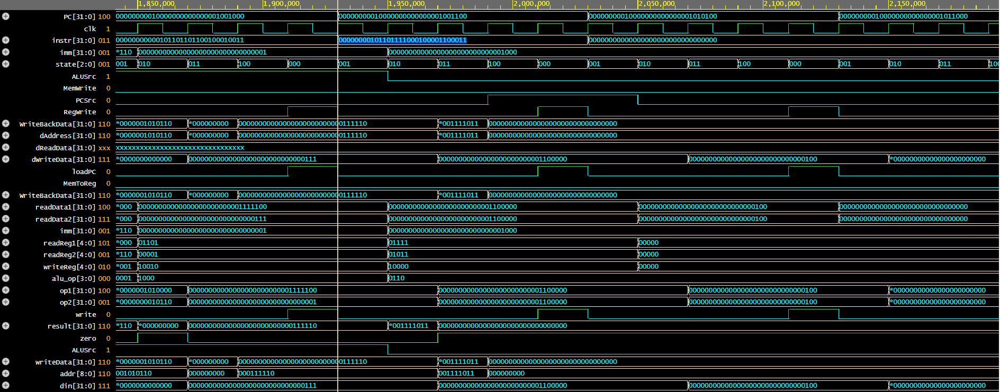 1,850,000 1,900,000 1,950,000 2,000,000 2,050,000 2,100,000 2,150,000
PC[31:0] 100 00000000010000000000000001001000 00000000010000000000000001001100 00000000010000000000000001010100 00000000010000000000000001011000
clk 1
instr[31:0] 011 00000000000101101101100100010011 00000000101101111000100001100011 00000000000000000000000000000000
imm[31:0] 001 *110 00000000000000000000000000000001 00000000000000000000000000001000
state[2:0] 001 001 010 011 100 000 001 010 011 100 000 001 010 011 100 000 001 010 011 10
ALUSrc 1
MemWrite 0
PCSrc 0
RegWrite 0
WriteBackData[31:0] 110 *0000001010110 *000000000 00000000000000000000000000111110 *001111011 00000000000000000000000000000000
dAddress[31:0] 110 *0000001010110 *000000000 00000000000000000000000000111110 *001111011 00000000000000000000000000000000
dReadData[31:0] xxx xxxxxxxxxxxxxxxxxxxxxxxxxxxxxxxx
dWriteData[31:0] 111 *0000000000000 00000000000000000000000000000111 00000000000000000000000001100000 00000000000000000000000000000100 *00000000000000000000000
loadPC 0
MemToReg 0
WriteBackData[31:0] 110 *0000001010110 *000000000 00000000000000000000000000111110 *001111011 00000000000000000000000000000000
readData1[31:0] 100 *000 00000000000000000000000001111100 00000000000000000000000001100000 00000000000000000000000000000100 00000000000000000000000000000000
readData2[31:0] 111 *000 00000000000000000000000000000111 00000000000000000000000001100000 00000000000000000000000000000100 00000000000000000000000000000000
imm[31:0] 001 *110 00000000000000000000000000000001 00000000000000000000000000001000
readReg1[4:0] 101 *000 01101 01111 00000
readReg2[4:0] 001 *110 00001 01011 00000
writeReg[4:0] 010 *001 10010 10000 00000
alu_op[3:0] 000 0001 1000 0110
op1[31:0] 100 *0000001010000 00000000000000000000000001111100 00000000000000000000000001100000 00000000000000000000000000000100 *00000000000000000000000
op2[31:0] 001 *0000000010110 00000000000000000000000000000001 00000000000000000000000001100000 00000000000000000000000000000100 *00000000000000000000000
write 0
result[31:0] 110 *110 *000000000 00000000000000000000000000111110 *001111011 00000000000000000000000000000000
zero 0
ALUSrc 1
writeData[31:0] 110 *0000001010110 *000000000 00000000000000000000000000111110 *001111011 00000000000000000000000000000000
addr[8:0] 110 001010110 000000000 000111110 001111011 000000000
din[31:0] 111 *0000000000000 00000000000000000000000000000111 00000000000000000000000001100000 00000000000000000000000000000100 *00000000000000000000000